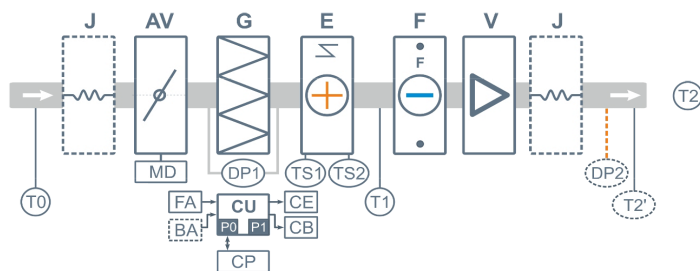 J AV G E F V J
F
T2
MD DP1 TS1 TS2 DP2
T0 T1 T2'
FA CU CE
BA P0 P1 CB
CP